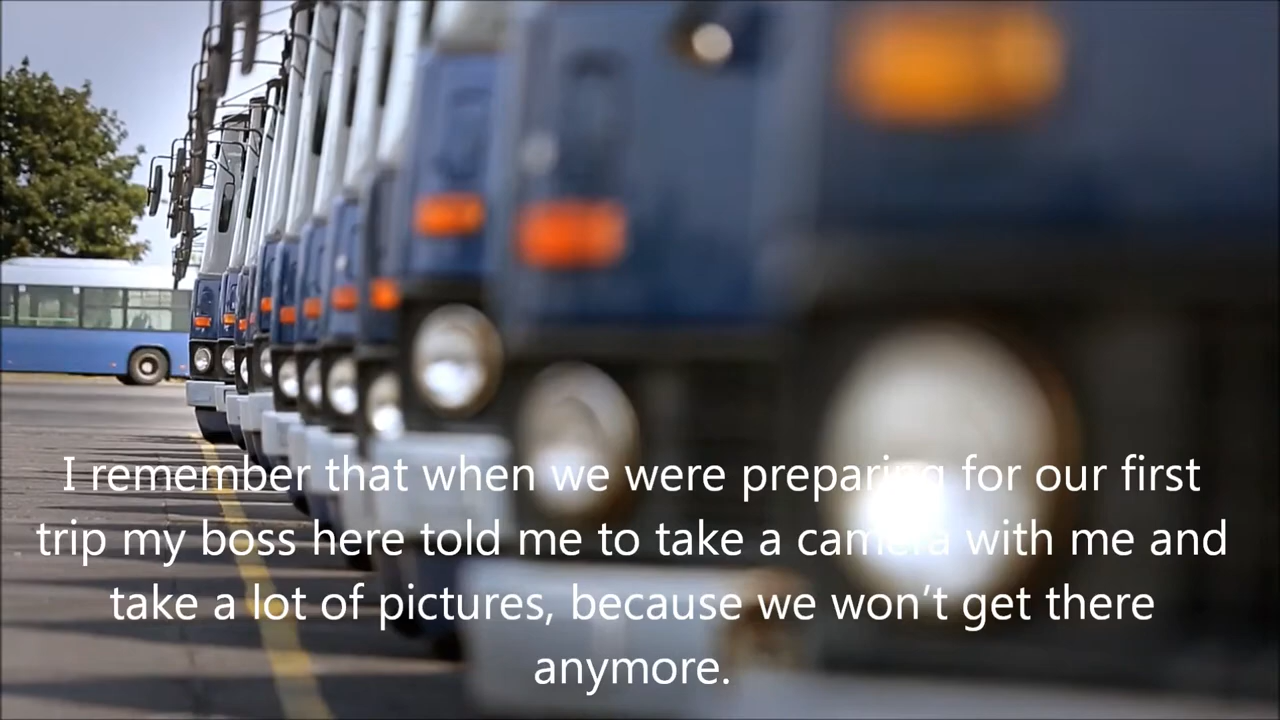 I remember that when we were preparing for our first
trip my boss here told me to take a camera with me and
take a lot of pictures, because we won’t get there
anymore.